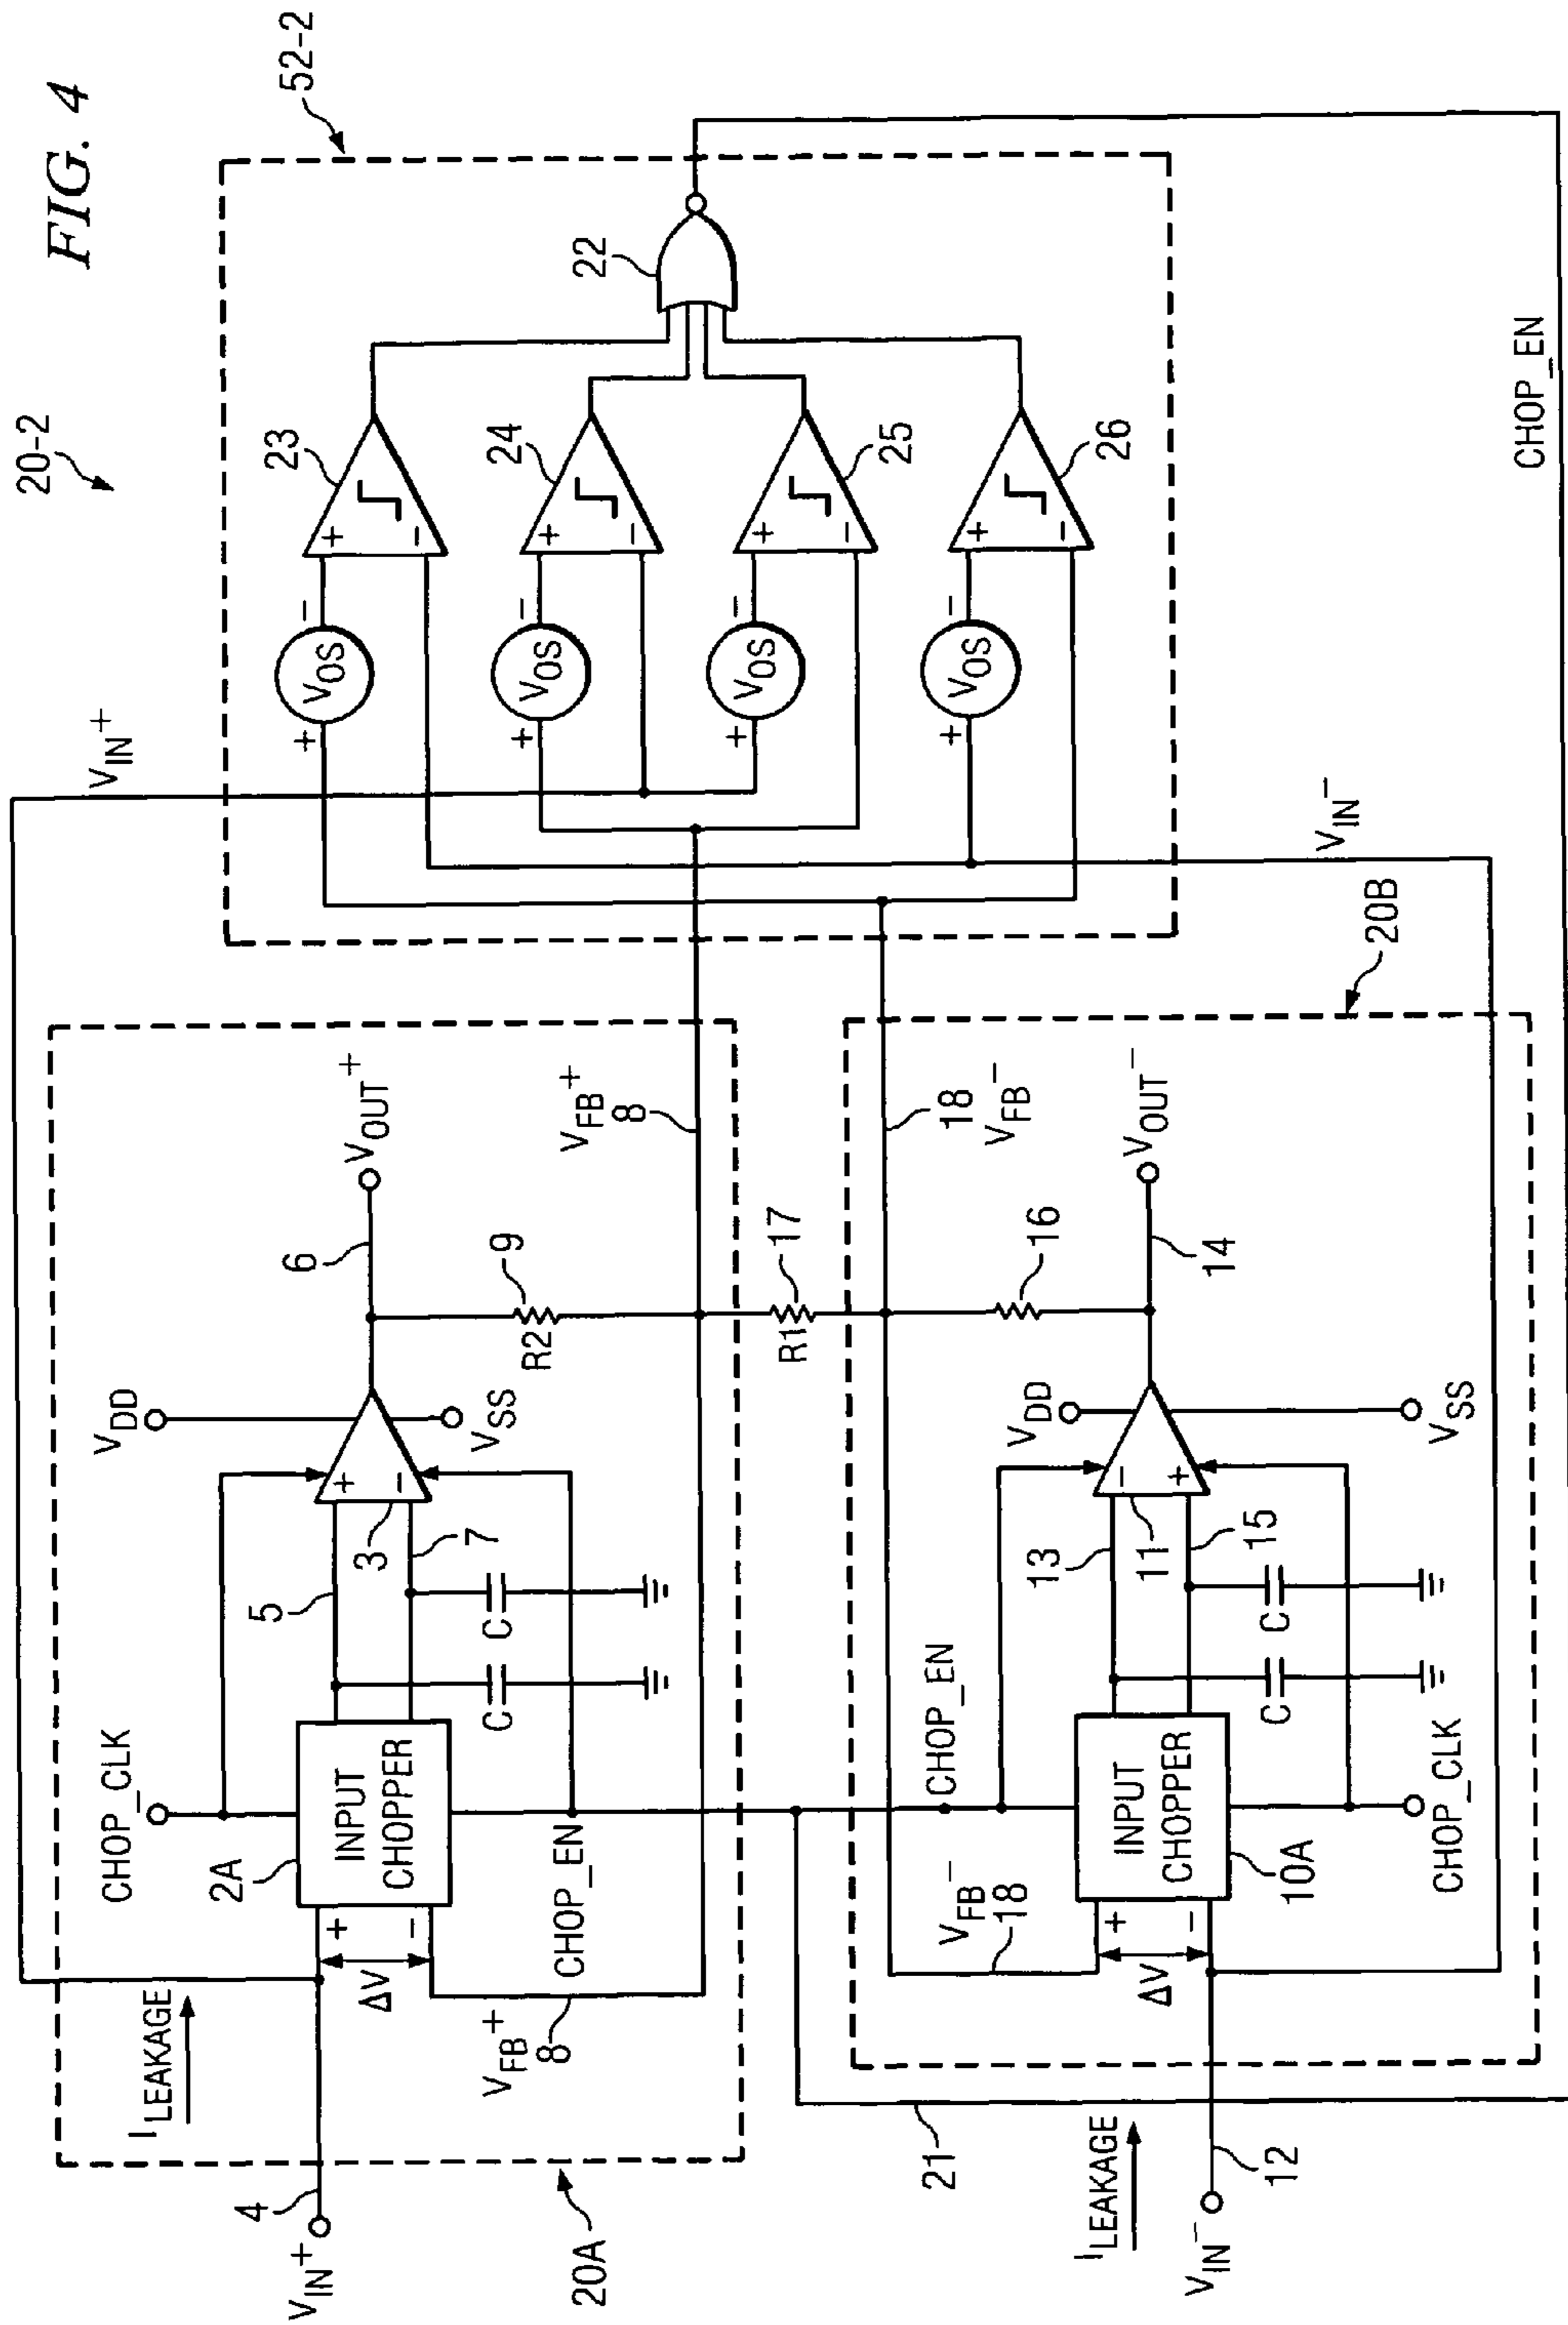 FIG. 4
20-2
52-2
V_IN^+
V_OS
+
−
23
+
−
V_OS
+
−
24
+
−
22
V_OS
+
−
25
+
−
V_OS
+
−
26
+
−
V_IN^-
CHOP_EN
CHOP_CLK
2A
INPUT
CHOPPER
+
−
ΔV
I_LEAKAGE
4
V_IN^+
20A
V_FB^+
8
CHOP_EN
5
3
7
+
−
C
C
V_DD
V_SS
6
V_OUT^+
9
R2
V_FB^+
8
17
R1
18
V_FB^-
16
20B
CHOP_EN
V_FB^-
18
INPUT
CHOPPER
10A
+
−
ΔV
CHOP_CLK
I_LEAKAGE
21
12
V_IN^-
13
11
15
−
+
C
C
V_DD
V_SS
14
V_OUT^-